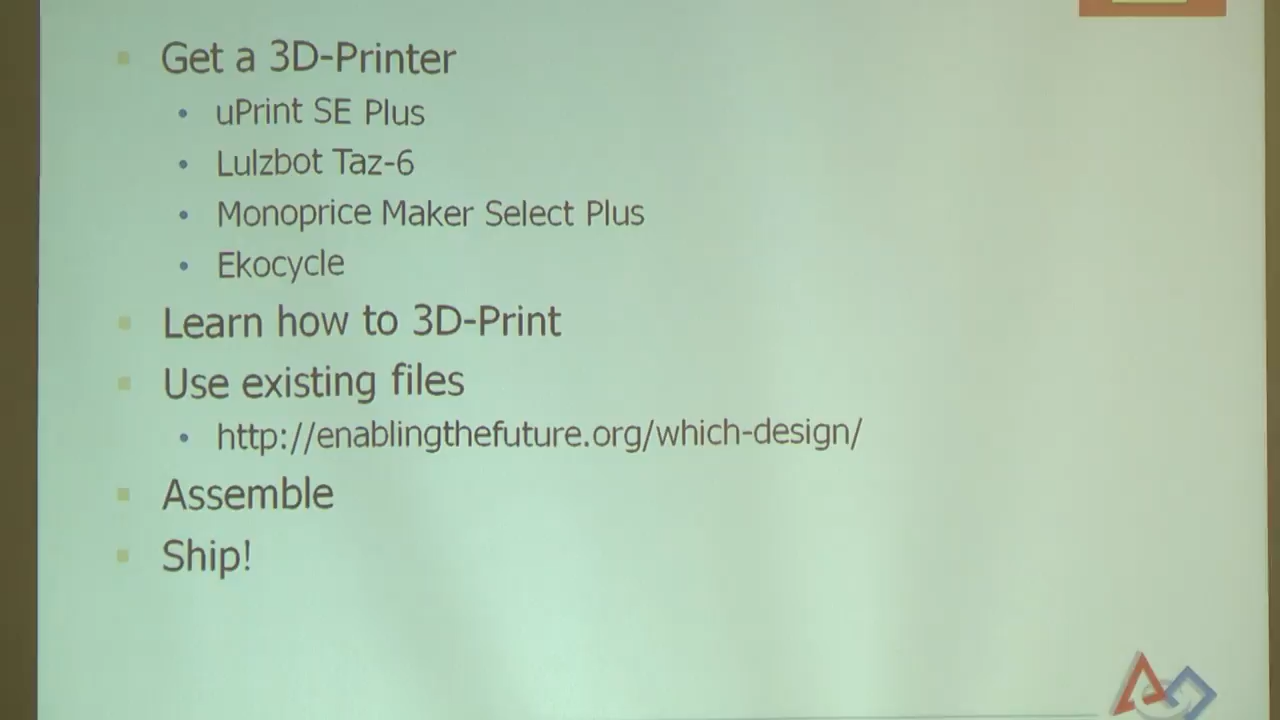 Get a 3D-Printer
uPrint SE Plus
Lulzbot Taz-6
Monoprice Maker Select Plus
Ekocycle
Learn how to 3D-Print
Use existing files
http://enablingthefuture.org/which-design/
Assemble
Ship!